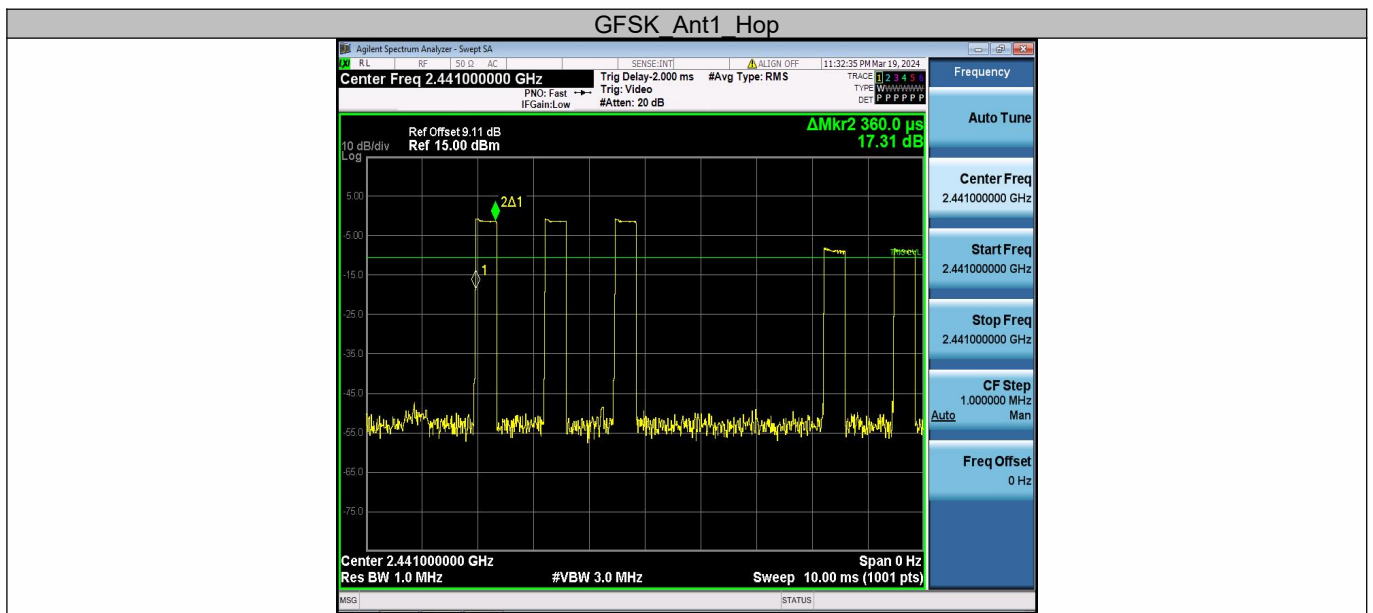 GFSK_Ant1_Hop
Agilent Spectrum Analyzer - Swept SA
RL RF 50 Ω AC SENSE:INT ALIGN OFF 11:32:35 PM Mar 19, 2024
Center Freq 2.441000000 GHz
PNO: Fast
IFGain:Low
Trig Delay-2.000 ms
Trig: Video
#Atten: 20 dB
#Avg Type: RMS
TRACE 1 2 3 4 5 6
TYPE WWWWWW
DET P P P P P P
ΔMkr2 360.0 µs
17.31 dB
Ref Offset 9.11 dB
10 dB/div Ref 15.00 dBm
Log
5.00
-5.00
-15.0
-25.0
-35.0
-45.0
-55.0
-65.0
-75.0
2Δ1
1
Center 2.441000000 GHz Span 0 Hz
Res BW 1.0 MHz #VBW 3.0 MHz Sweep 10.00 ms (1001 pts)
MSG STATUS
Frequency
Auto Tune
Center Freq
2.441000000 GHz
Start Freq
2.441000000 GHz
Stop Freq
2.441000000 GHz
CF Step
1.000000 MHz
Auto Man
Freq Offset
0 Hz